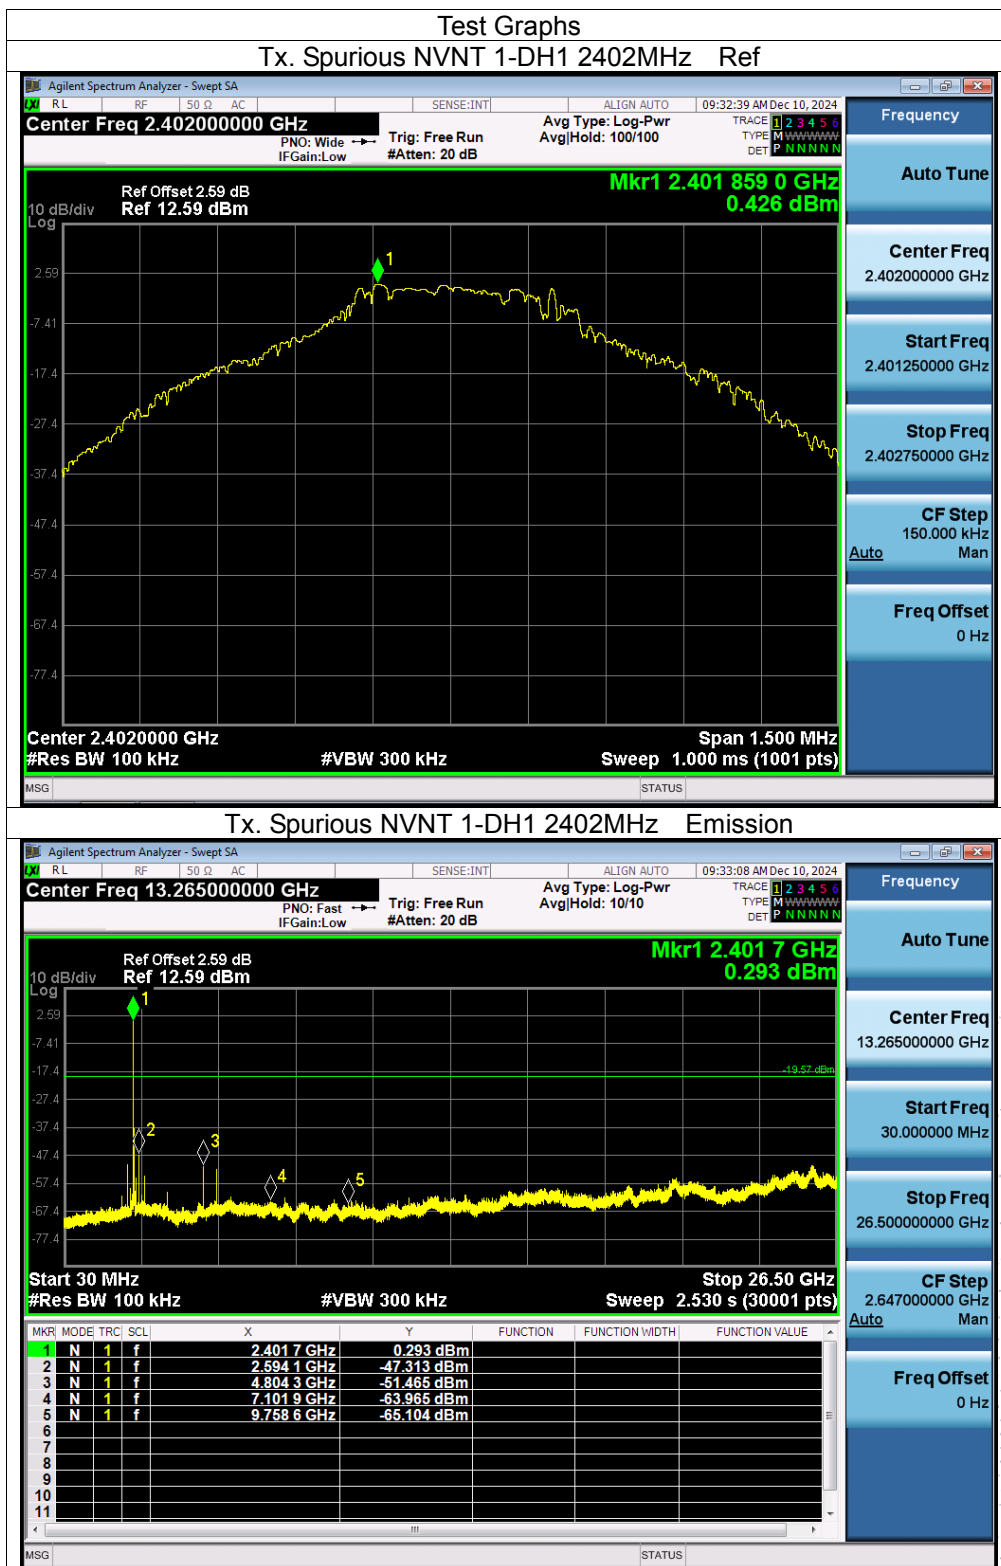 Test Graphs
Tx. Spurious NVNT 1-DH1 2402MHz Ref
Agilent Spectrum Analyzer - Swept SA
LXI RL RF 50 Ω AC SENSE:INT ALIGN AUTO 09:32:39 AM Dec 10, 2024
Center Freq 2.402000000 GHz
PNO: Wide
IFGain:Low
Trig: Free Run
#Atten: 20 dB
Avg Type: Log-Pwr
Avg|Hold: 100/100
TRACE 1 2 3 4 5 6
TYPE M WWWWW
DET P N N N N N
Frequency
Auto Tune
Center Freq
2.402000000 GHz
Start Freq
2.401250000 GHz
Stop Freq
2.402750000 GHz
CF Step
150.000 kHz
Auto Man
Freq Offset
0 Hz
Mkr1 2.401 859 0 GHz
0.426 dBm
Ref Offset 2.59 dB
10 dB/div Ref 12.59 dBm
Log
1
2.59
-7.41
-17.4
-27.4
-37.4
-47.4
-57.4
-67.4
-77.4
Center 2.4020000 GHz Span 1.500 MHz
#Res BW 100 kHz #VBW 300 kHz Sweep 1.000 ms (1001 pts)
MSG STATUS
Tx. Spurious NVNT 1-DH1 2402MHz Emission
Agilent Spectrum Analyzer - Swept SA
LXI RL RF 50 Ω AC SENSE:INT ALIGN AUTO 09:33:08 AM Dec 10, 2024
Center Freq 13.265000000 GHz
PNO: Fast
IFGain:Low
Trig: Free Run
#Atten: 20 dB
Avg Type: Log-Pwr
Avg|Hold: 10/10
TRACE 1 2 3 4 5 6
TYPE M WWWWW
DET P N N N N N
Frequency
Auto Tune
Center Freq
13.265000000 GHz
Start Freq
30.000000 MHz
Stop Freq
26.500000000 GHz
CF Step
2.647000000 GHz
Auto Man
Freq Offset
0 Hz
Mkr1 2.401 7 GHz
0.293 dBm
Ref Offset 2.59 dB
10 dB/div Ref 12.59 dBm
Log
1
2.59
-7.41
-17.4
-19.57 dBm
-27.4
-37.4
2
3
-47.4
4
5
-57.4
-67.4
-77.4
Start 30 MHz Stop 26.50 GHz
#Res BW 100 kHz #VBW 300 kHz Sweep 2.530 s (30001 pts)
MKR MODE TRC SCL X Y FUNCTION FUNCTION WIDTH FUNCTION VALUE
1 N 1 f 2.401 7 GHz 0.293 dBm
2 N 1 f 2.594 1 GHz -47.313 dBm
3 N 1 f 4.804 3 GHz -51.465 dBm
4 N 1 f 7.101 9 GHz -63.965 dBm
5 N 1 f 9.758 6 GHz -65.104 dBm
6
7
8
9
10
11
MSG STATUS